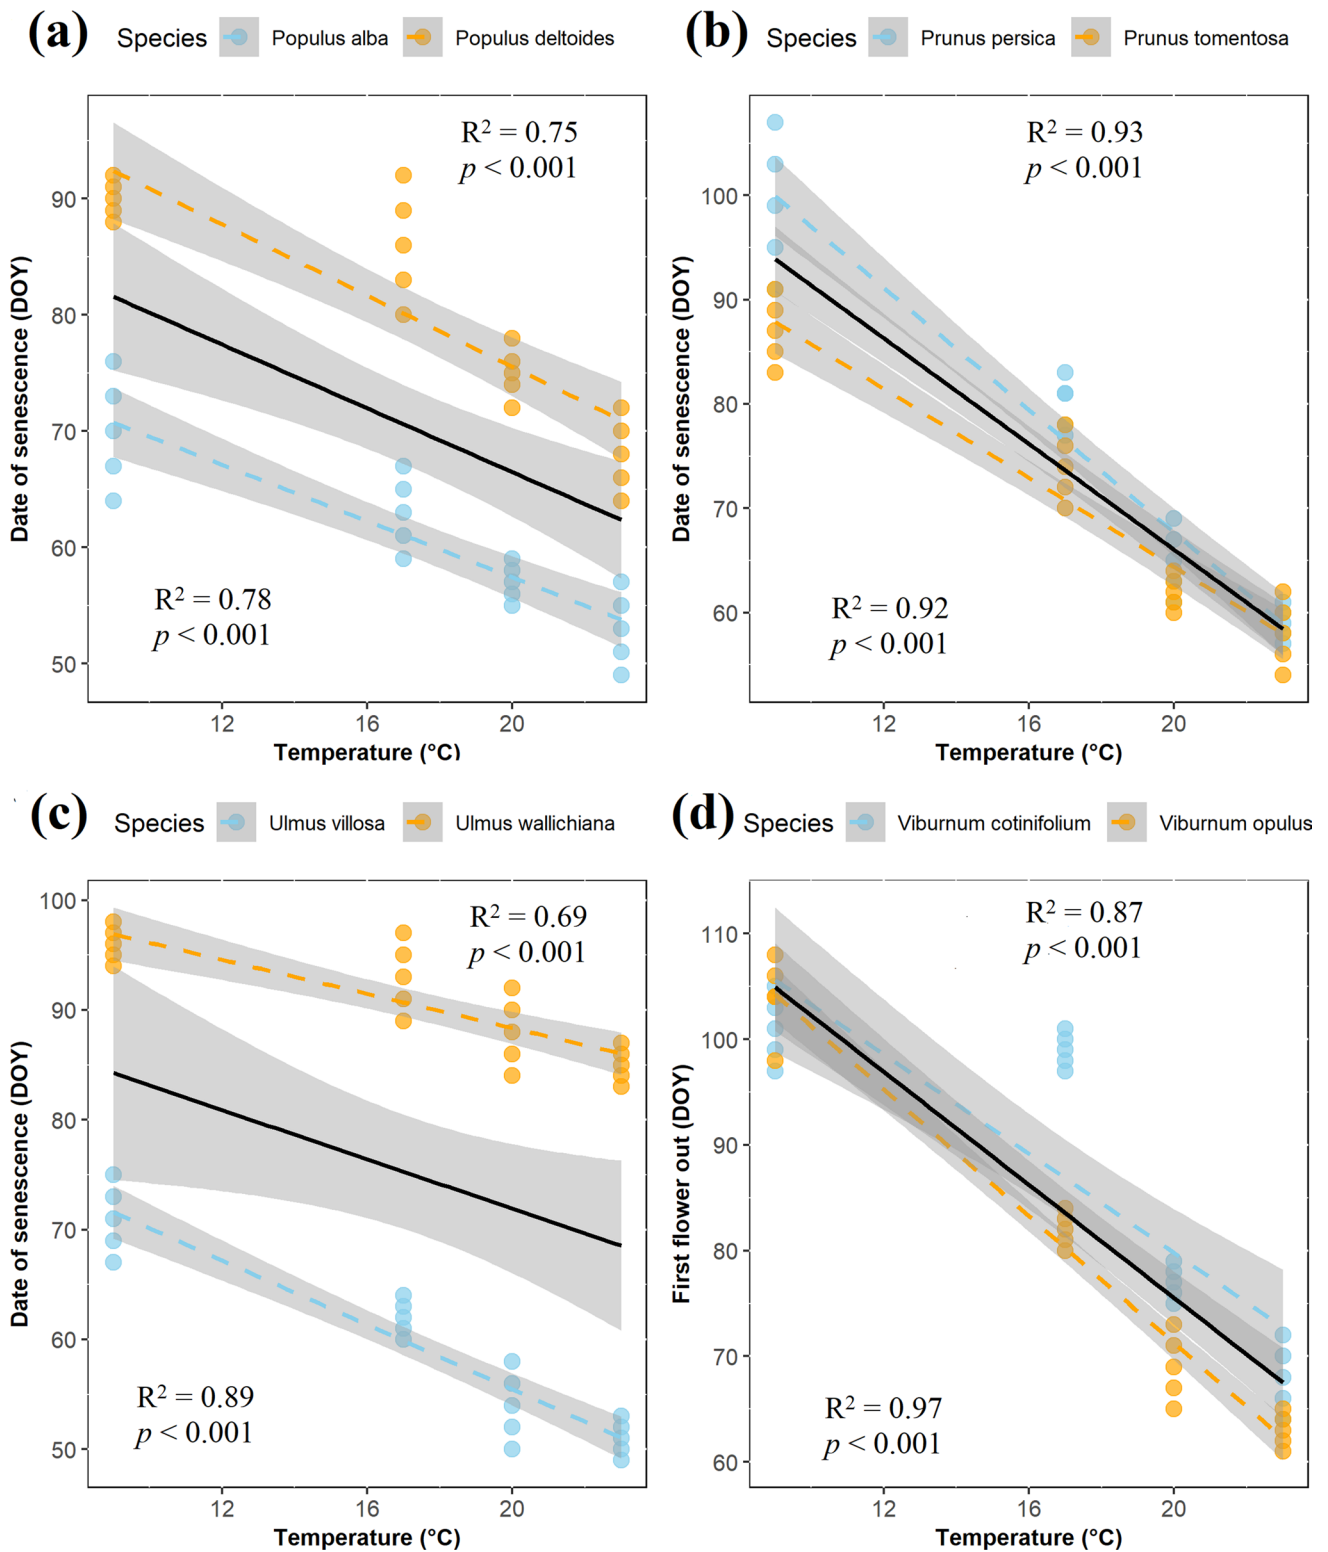 (a) Species Populus alba Populus deltoides
R² = 0.75
p < 0.001
90
80
70
60
50
Date of senescence (DOY)
R² = 0.78
p < 0.001
12 16 20
Temperature (°C)
(b) Species Prunus persica Prunus tomentosa
R² = 0.93
p < 0.001
100
90
80
70
60
Date of senescence (DOY)
R² = 0.92
p < 0.001
12 16 20
Temperature (°C)
(c) Species Ulmus villosa Ulmus wallichiana
R² = 0.69
p < 0.001
100
90
80
70
60
50
Date of senescence (DOY)
R² = 0.89
p < 0.001
12 16 20
Temperature (°C)
(d) Species Viburnum cotinifolium Viburnum opulus
R² = 0.87
p < 0.001
110
100
90
80
70
60
First flower out (DOY)
R² = 0.97
p < 0.001
12 16 20
Temperature (°C)